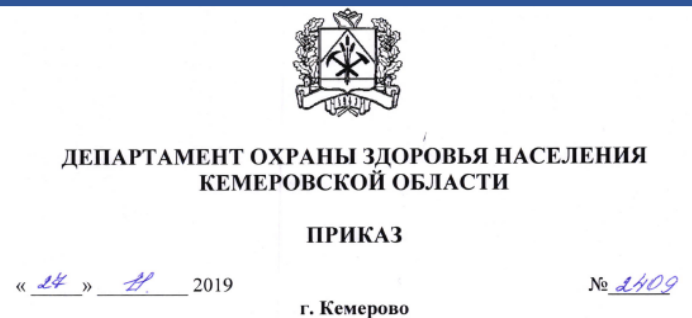 ДЕПАРТАМЕНТ ОХРАНЫ ЗДОРОВЬЯ НАСЕЛЕНИЯ
КЕМЕРОВСКОЙ ОБЛАСТИ
ПРИКАЗ
« 27 » 11. 2019 № 2409
г. Кемерово